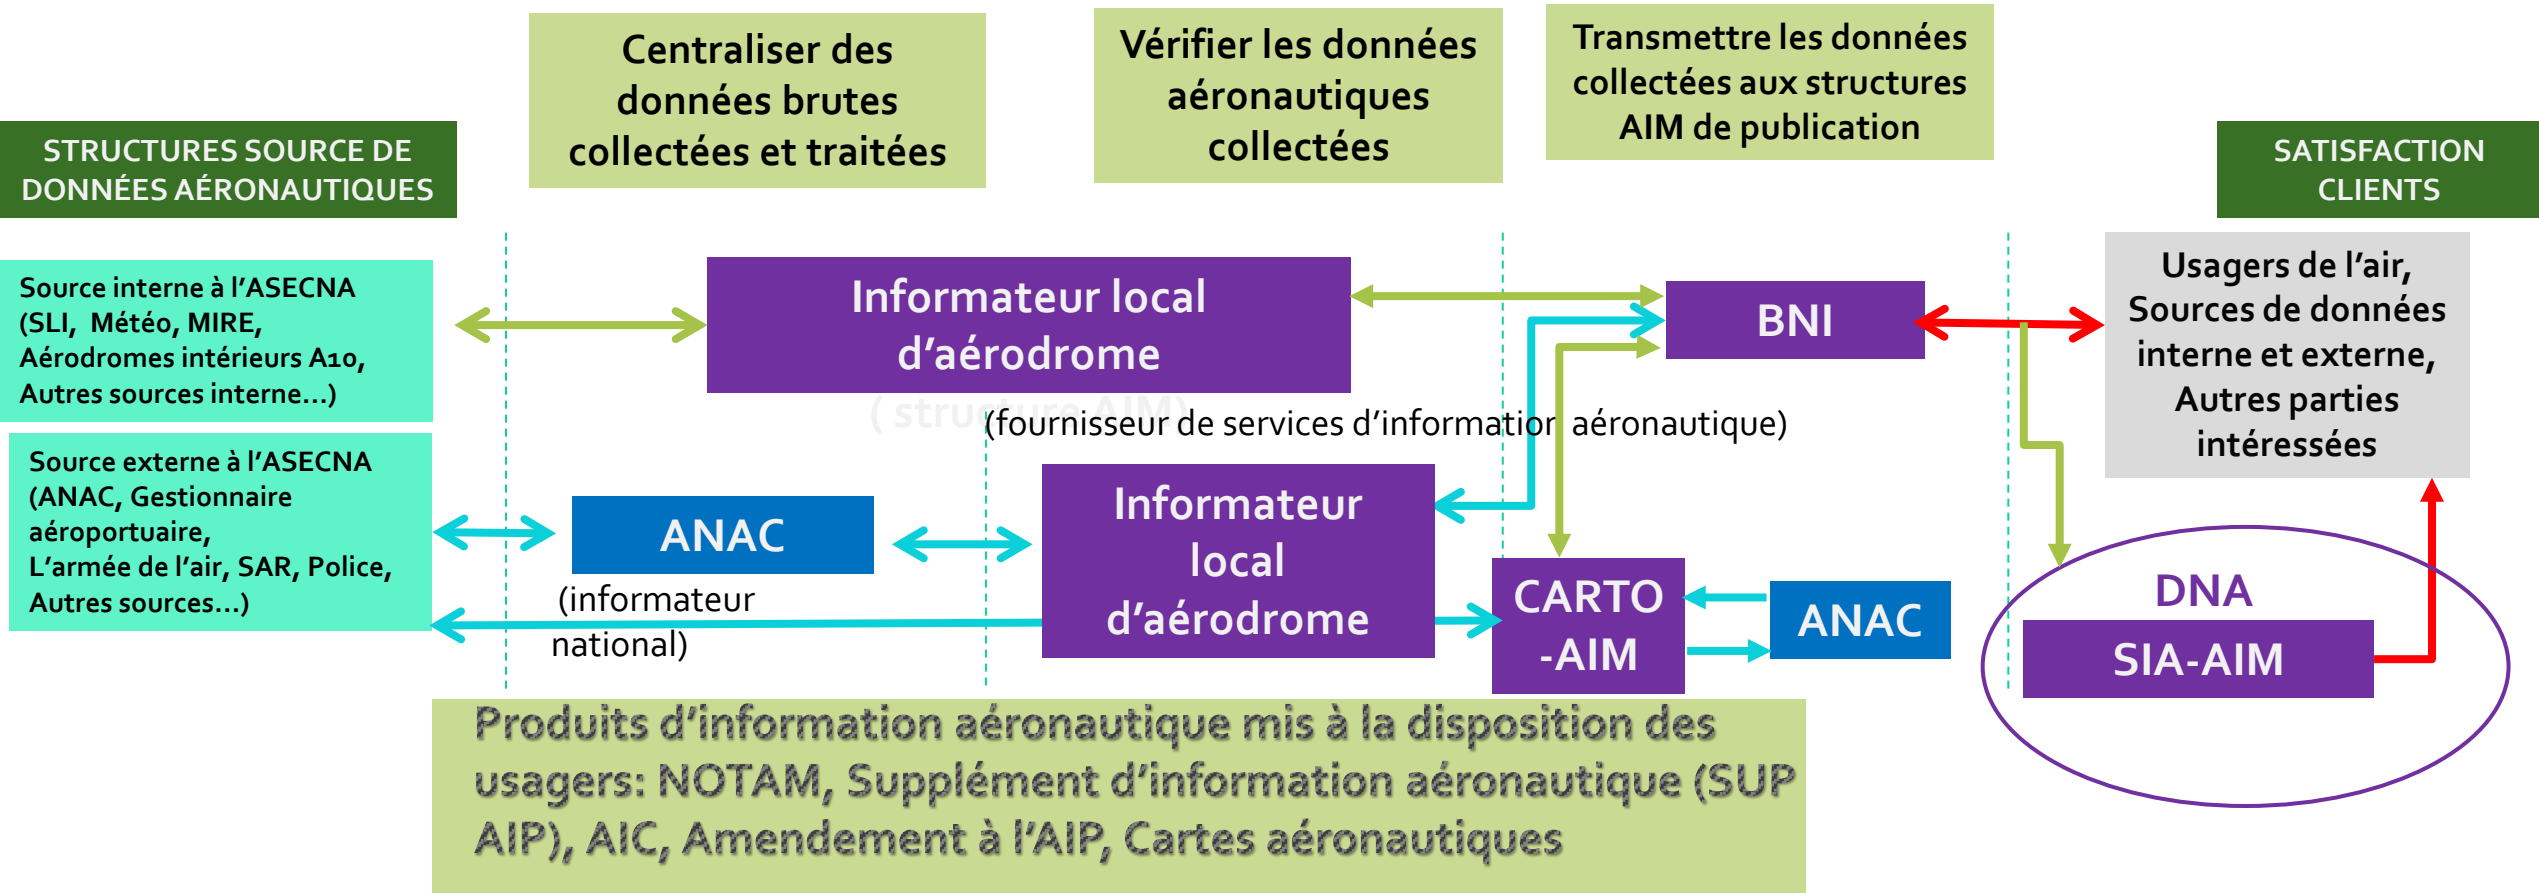 Centraliser des
données brutes
collectées et traitées
Vérifier les données
aéronautiques
collectées
Transmettre les données
collectées aux structures
AIM de publication
STRUCTURES SOURCE DE
DONNÉES AÉRONAUTIQUES
SATISFACTION
CLIENTS
Source interne à l'ASECNA
(SLI, Météo, MIRE,
Aérodromes intérieurs A10,
Autres sources interne...)
Informateur local
d'aérodrome
( structure AIM)
(fournisseur de services d'information aéronautique)
BNI
Usagers de l'air,
Sources de données
interne et externe,
Autres parties
intéressées
Source externe à l'ASECNA
(ANAC, Gestionnaire
aéroportuaire,
L'armée de l'air, SAR, Police,
Autres sources...)
ANAC
(informateur
national)
Informateur
local
d'aérodrome
CARTO
-AIM
ANAC
DNA
SIA-AIM
Produits d'information aéronautique mis à la disposition des
usagers: NOTAM, Supplément d'information aéronautique (SUP
AIP), AIC, Amendement à l'AIP, Cartes aéronautiques